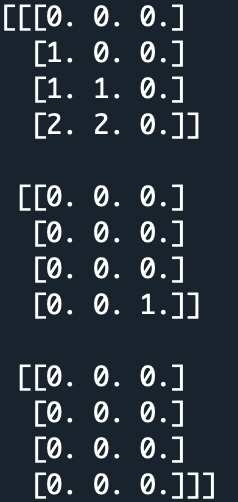 [[[0. 0. 0.]
[1. 0. 0.]
[1. 1. 0.]
[2. 2. 0.]]
[[0. 0. 0.]
[0. 0. 0.]
[0. 0. 0.]
[0. 0. 1.]]
[[0. 0. 0.]
[0. 0. 0.]
[0. 0. 0.]
[0. 0. 0.]]]